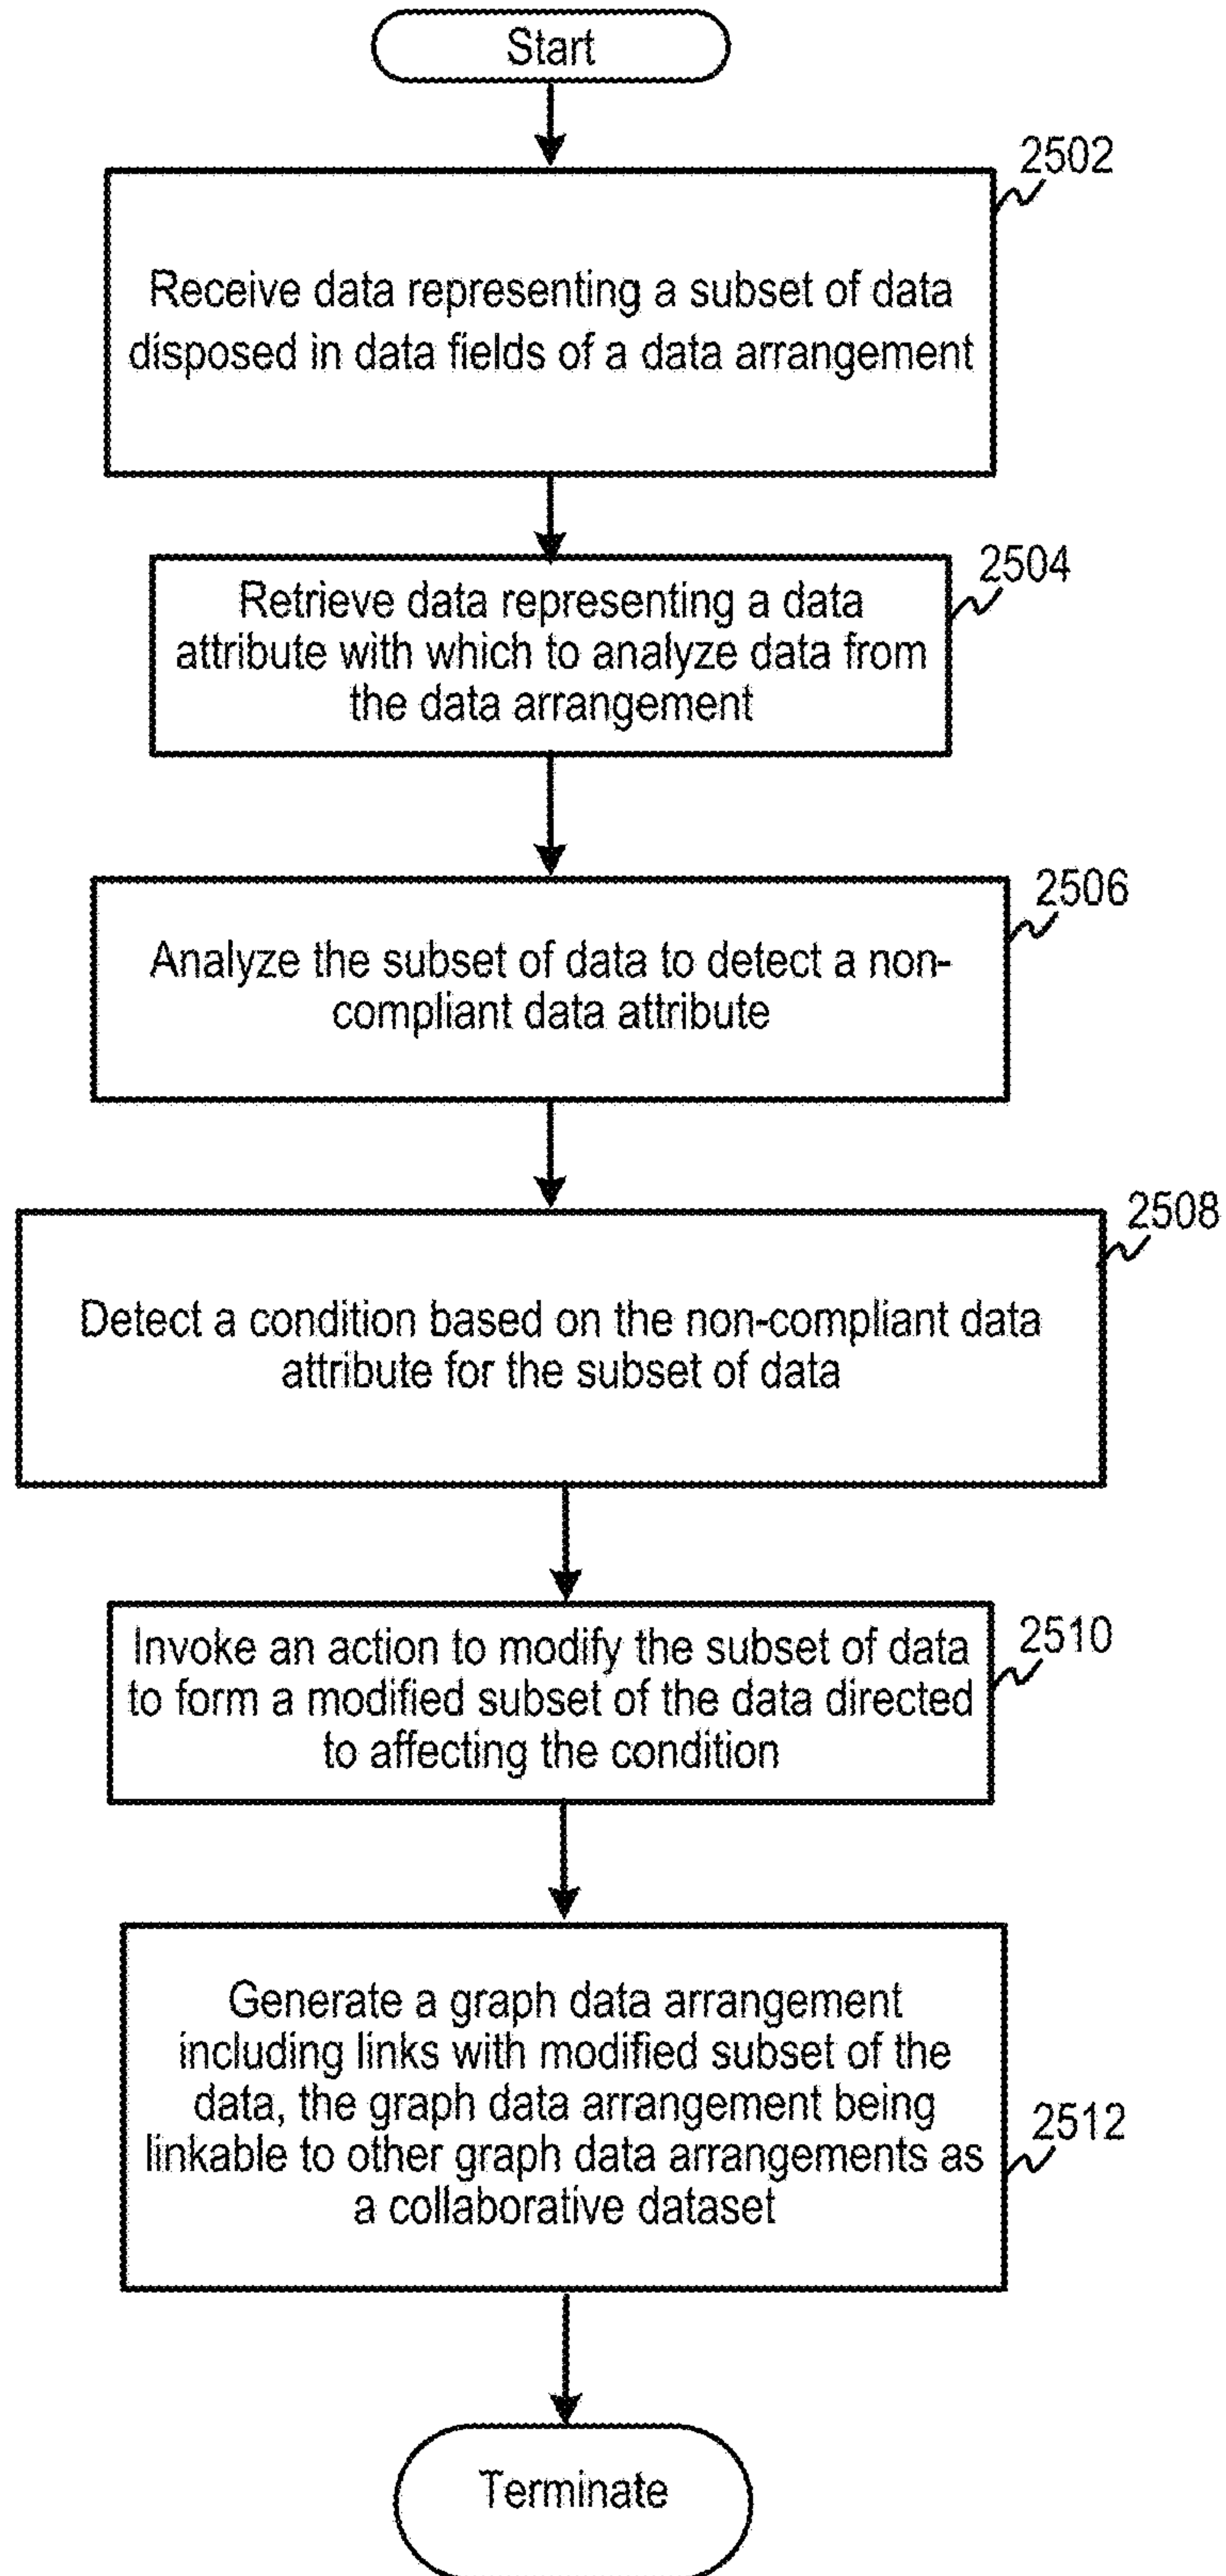 Start
2502
Receive data representing a subset of data
disposed in data fields of a data arrangement
2504
Retrieve data representing a data
attribute with which to analyze data from
the data arrangement
2506
Analyze the subset of data to detect a non-
compliant data attribute
2508
Detect a condition based on the non-compliant data
attribute for the subset of data
2510
Invoke an action to modify the subset of data
to form a modified subset of the data directed
to affecting the condition
Generate a graph data arrangement
including links with modified subset of the
data, the graph data arrangement being
linkable to other graph data arrangements as
a collaborative dataset
2512
Terminate